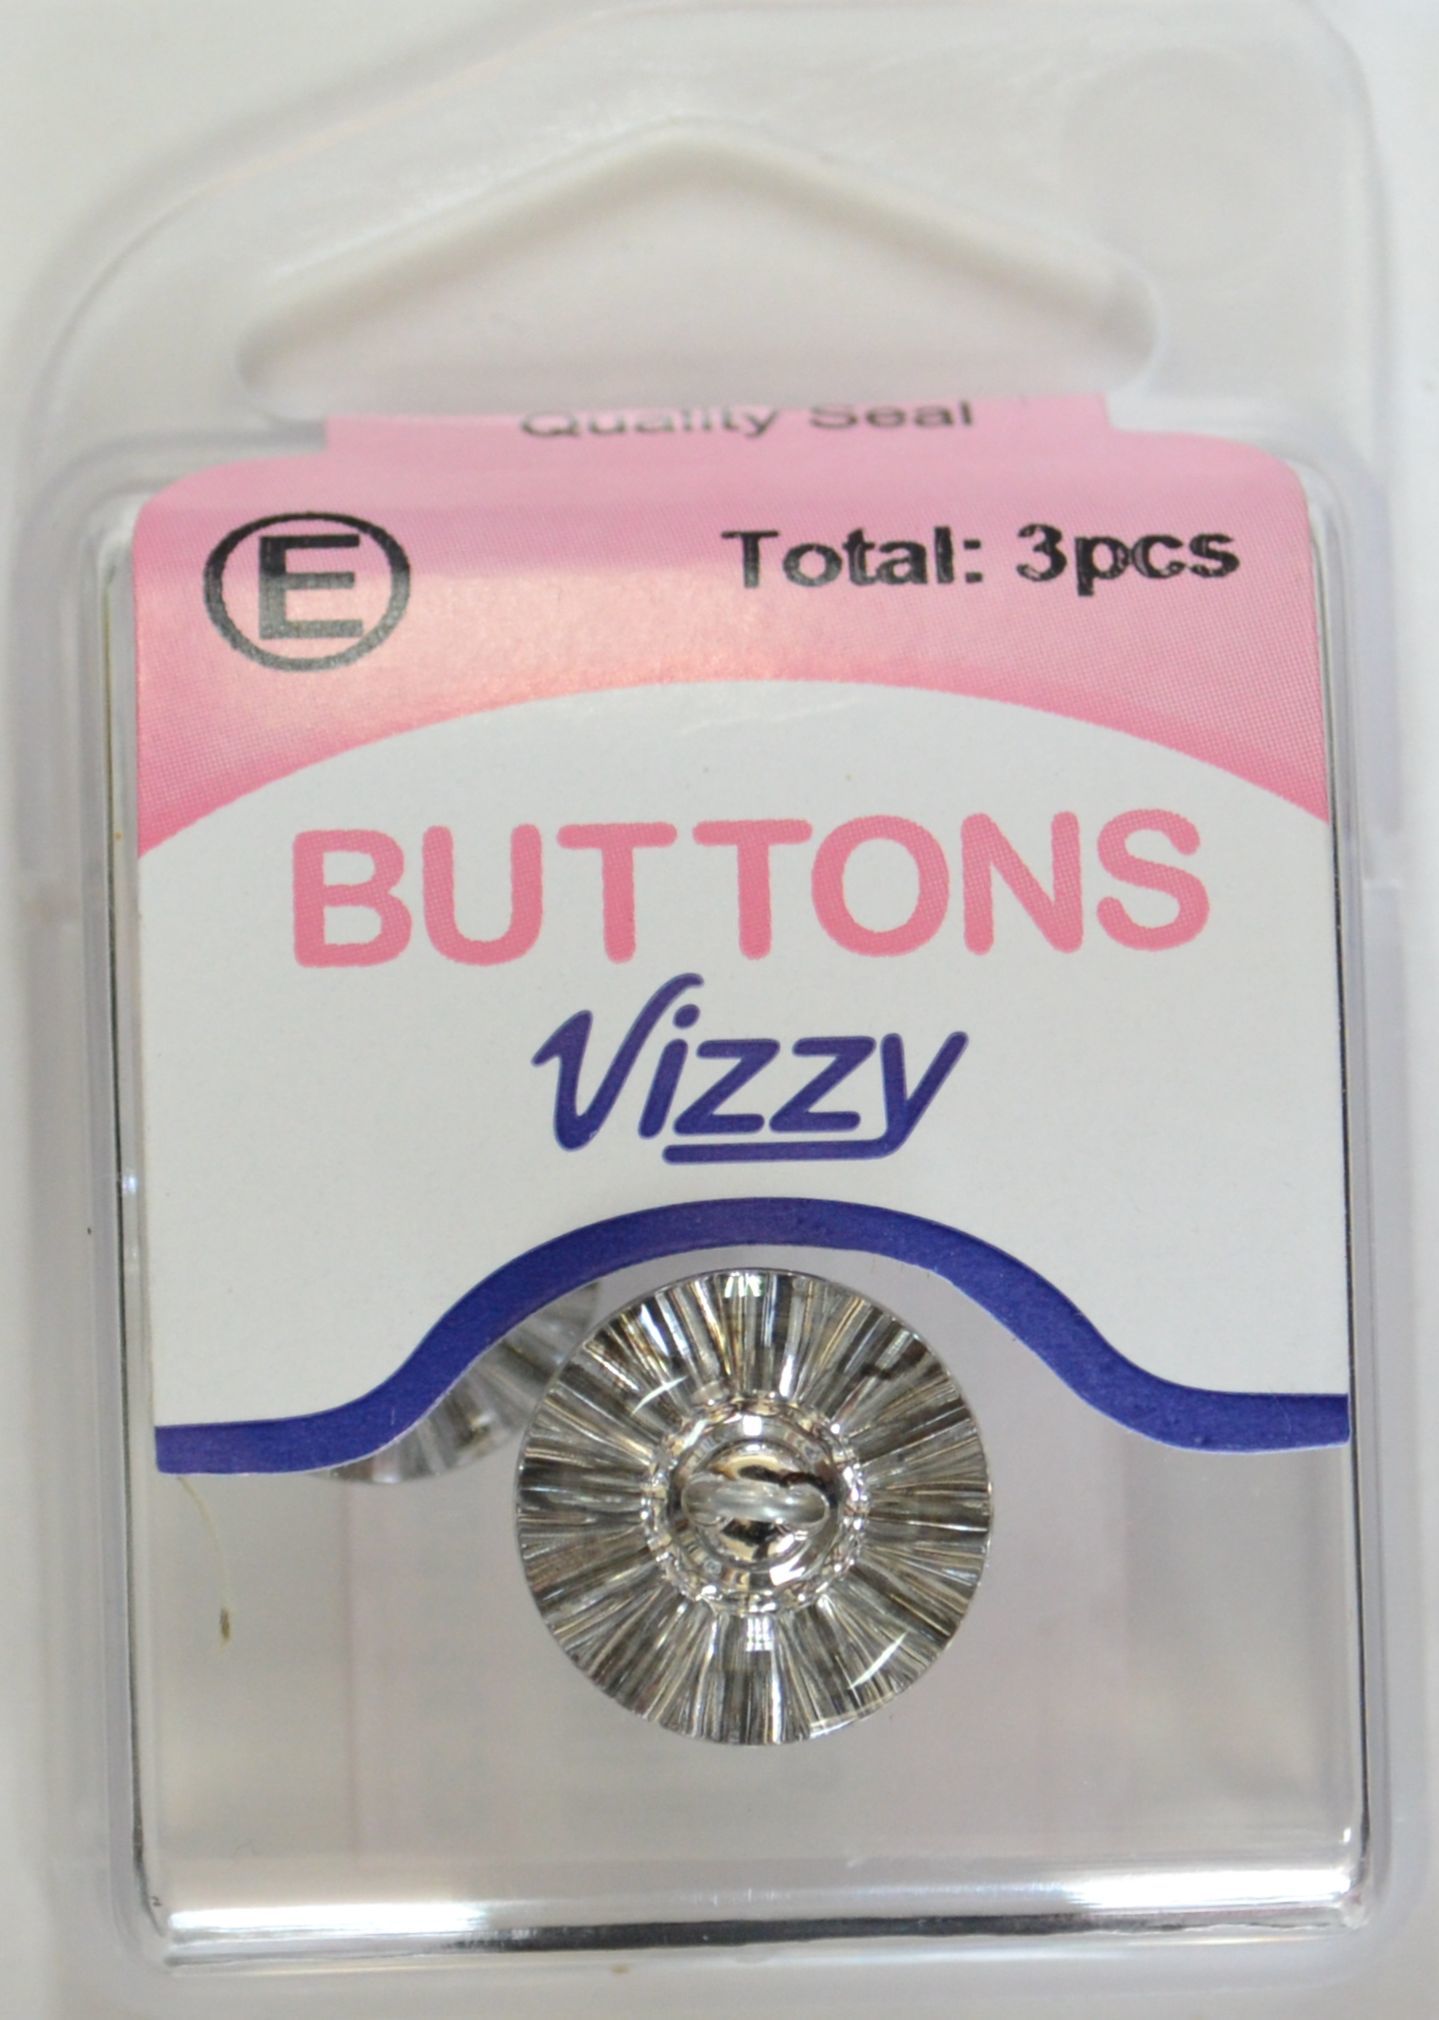 Quality Seal
E
Total: 3pcs
BUTTONS
Vizzy